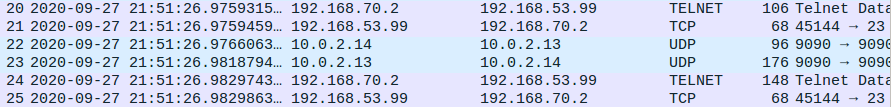 20 2020-09-27 21:51:26.9759315… 192.168.70.2 192.168.53.99 TELNET 106 Telnet Data
21 2020-09-27 21:51:26.9759459… 192.168.53.99 192.168.70.2 TCP 68 45144 → 23
22 2020-09-27 21:51:26.9766063… 10.0.2.14 10.0.2.13 UDP 96 9090 → 9090
23 2020-09-27 21:51:26.9818794… 10.0.2.13 10.0.2.14 UDP 176 9090 → 9090
24 2020-09-27 21:51:26.9829743… 192.168.70.2 192.168.53.99 TELNET 148 Telnet Data
25 2020-09-27 21:51:26.9829863… 192.168.53.99 192.168.70.2 TCP 68 45144 → 23